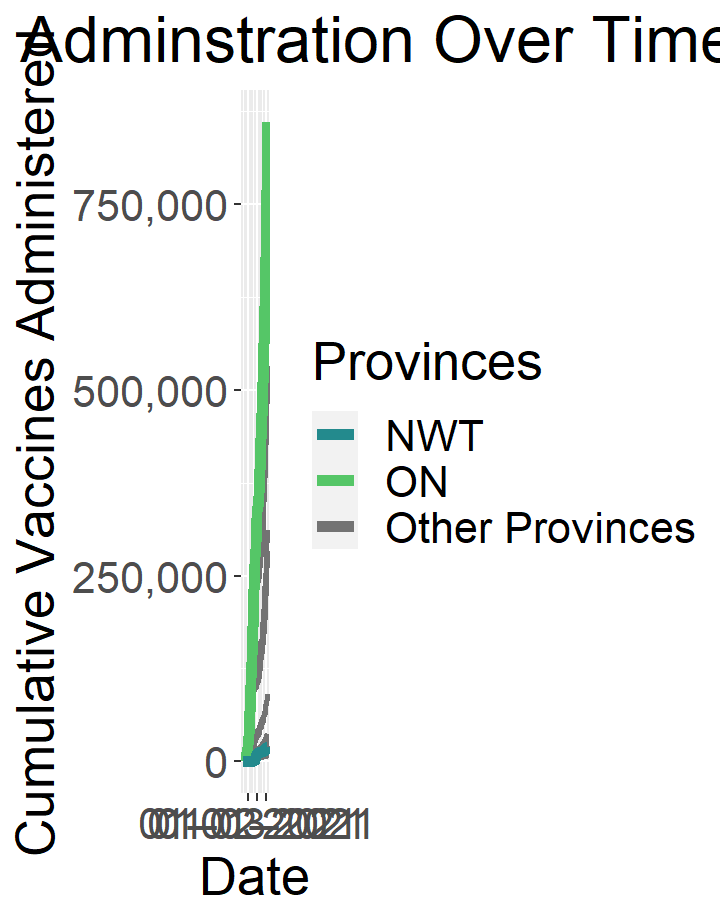 Adminstration Over Time
Cumulative Vaccines Administered
750,000
500,000
250,000
0
Provinces
NWT
ON
Other Provinces
Date